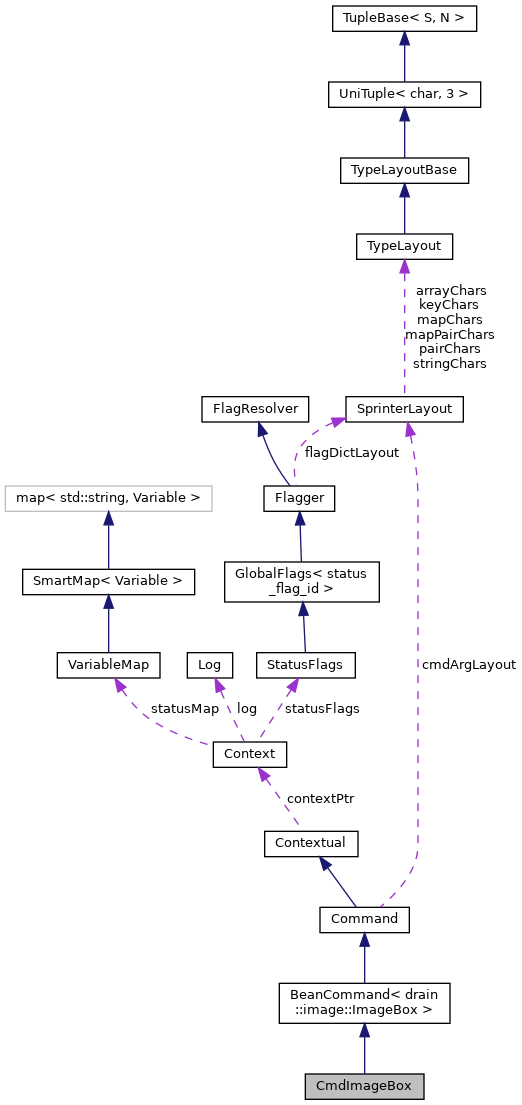 TupleBase< S, N >
UniTuple< char, 3 >
TypeLayoutBase
TypeLayout
arrayChars
keyChars
mapChars
mapPairChars
pairChars
stringChars
FlagResolver
SprinterLayout
flagDictLayout
map< std::string, Variable >
Flagger
SmartMap< Variable >
GlobalFlags< status
_flag_id >
VariableMap
Log
StatusFlags
cmdArgLayout
statusMap
log
statusFlags
Context
contextPtr
Contextual
Command
BeanCommand< drain
::image::ImageBox >
CmdImageBox